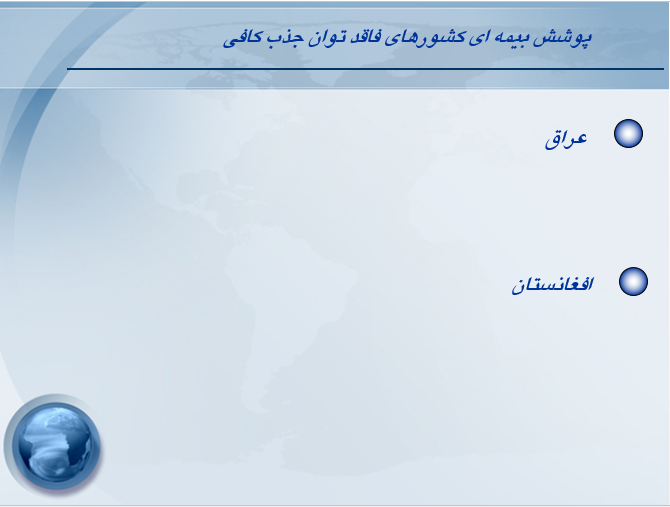 پوشش بیمه ای کشورهای فاقد توان جذب کافی
عراق
افغانستان